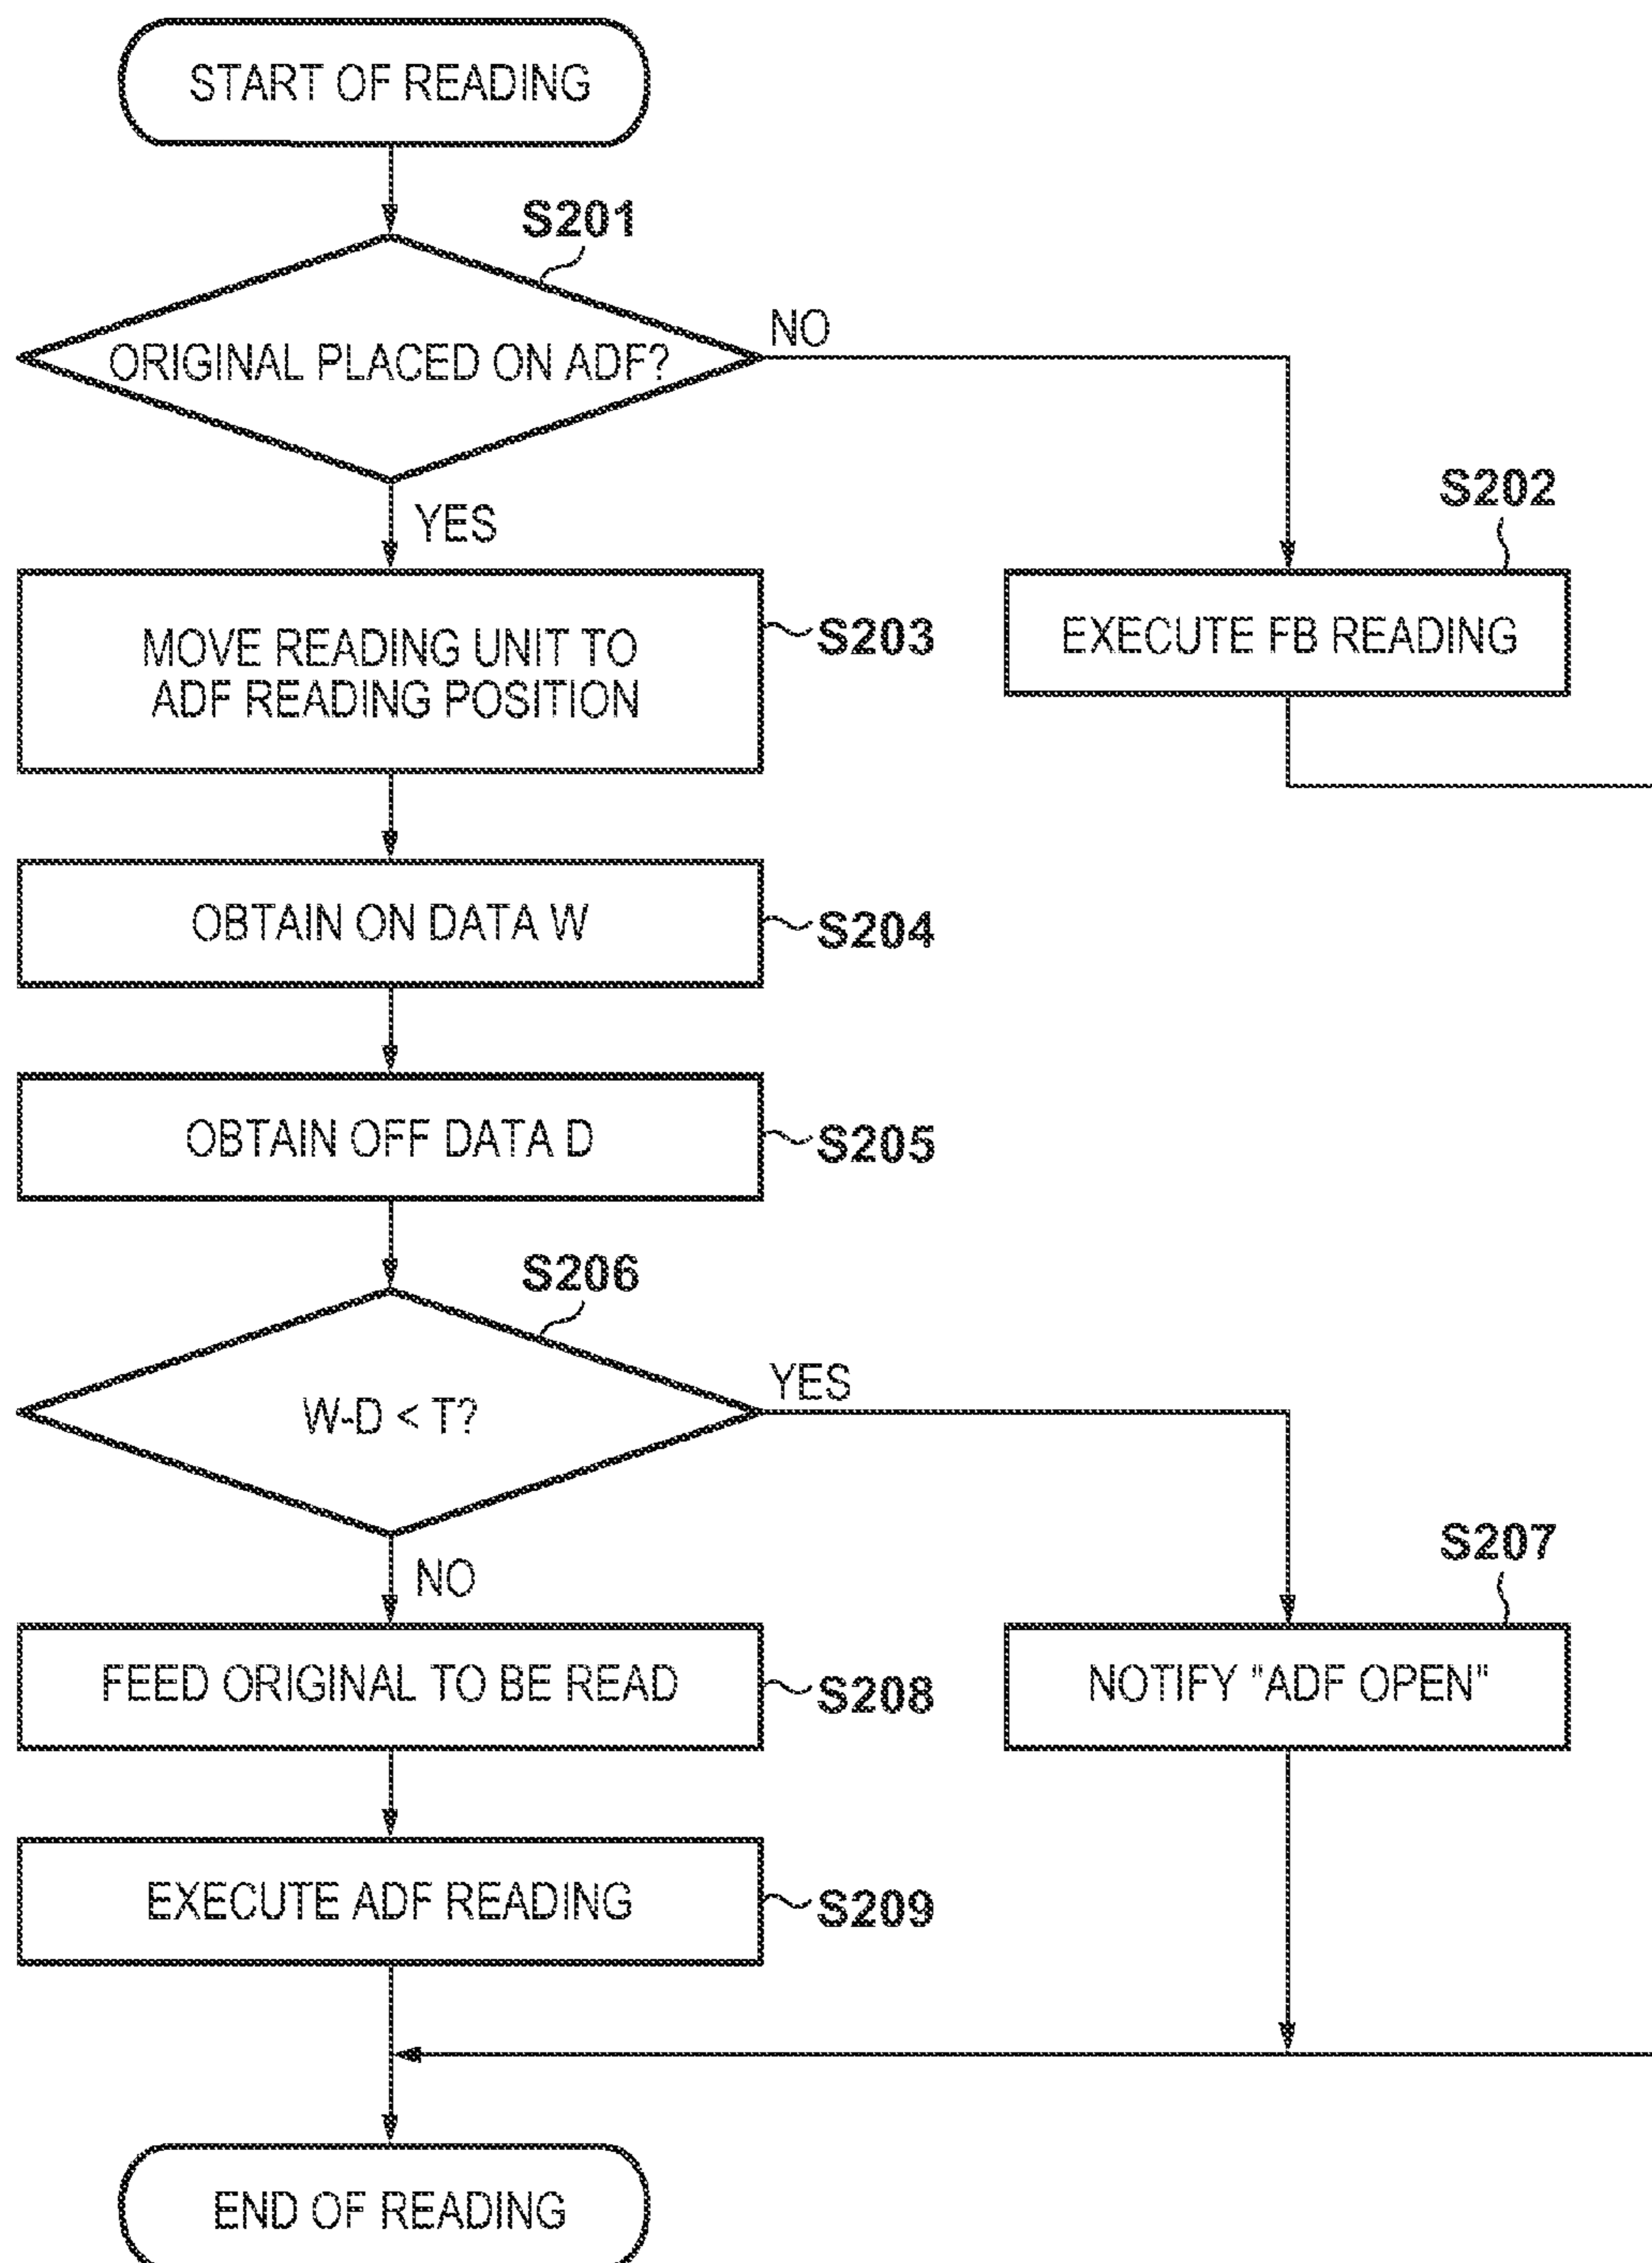 START OF READING
S201
ORIGINAL PLACED ON ADF?
NO
YES
S202
MOVE READING UNIT TO
ADF READING POSITION
S203
EXECUTE FB READING
OBTAIN ON DATA W
S204
OBTAIN OFF DATA D
S205
S206
W-D < T?
YES
NO
S207
FEED ORIGINAL TO BE READ
S208
NOTIFY "ADF OPEN"
EXECUTE ADF READING
S209
END OF READING